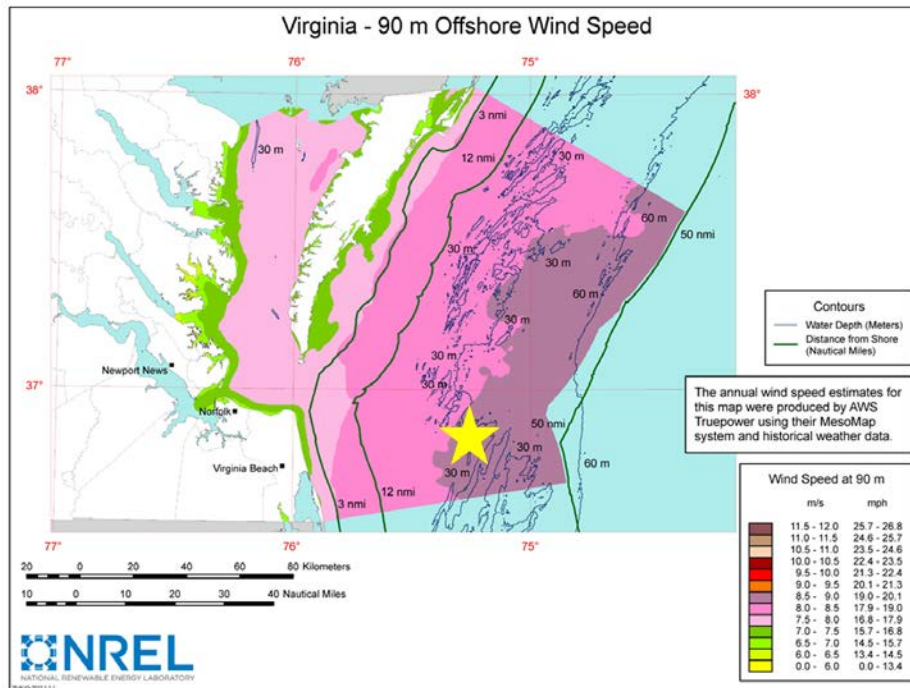 Virginia - 90 m Offshore Wind Speed
77°
76°
75°
38°
38°
3 nmi
12 nmi
30 m
30 m
60 m
50 nmi
30 m
30 m
60 m
30 m
30 m
Contours
Water Depth (Meters)
Distance from Shore
(Nautical Miles)
Newport News
37°
37°
30 m
The annual wind speed estimates for
this map were produced by AWS
Truepower using their MesoMap
system and historical weather data.
Norfolk
50 nmi
30 m
Virginia Beach
30 m
60 m
3 nmi
12 nmi
77°
76°
75°
20 0 20 40 60 80 Kilometers
10 0 10 20 30 40 Nautical Miles
Wind Speed at 90 m
m/s mph
11.5 - 12.0 25.7 - 26.8
11.0 - 11.5 24.6 - 25.7
10.5 - 11.0 23.5 - 24.6
10.0 - 10.5 22.4 - 23.5
9.5 - 10.0 21.3 - 22.4
9.0 - 9.5 20.1 - 21.3
8.5 - 9.0 19.0 - 20.1
8.0 - 8.5 17.9 - 19.0
7.5 - 8.0 16.8 - 17.9
7.0 - 7.5 15.7 - 16.8
6.5 - 7.0 14.5 - 15.7
6.0 - 6.5 13.4 - 14.5
0.0 - 6.0 0.0 - 13.4
NREL
NATIONAL RENEWABLE ENERGY LABORATORY